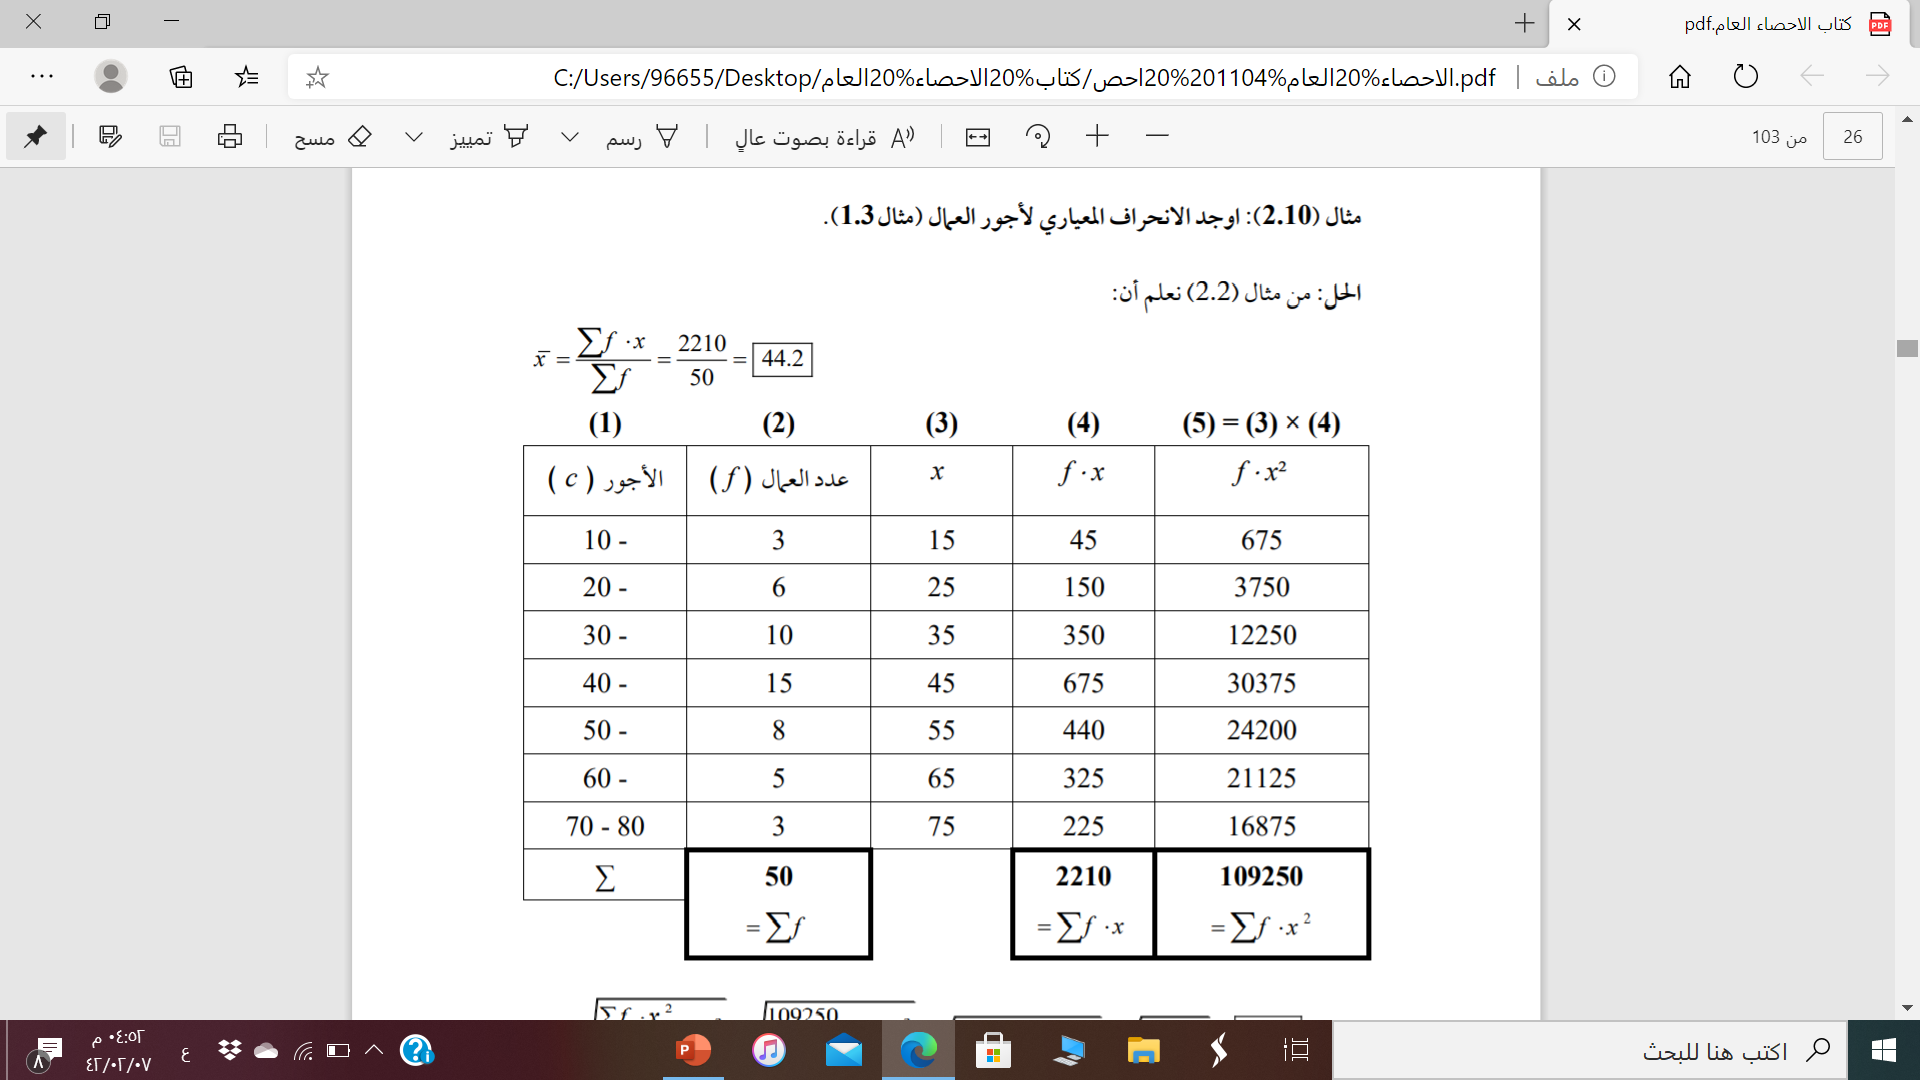 كتاب الاحصاء العام.pdf
ملف
C:/Users/96655/Desktop/الاحصاء%20العام%201104%20احص/كتاب%20الاحصاء%20العام.pdf
26
من 103
قراءة بصوت عالٍ
رسم
تمييز
مسح
مثال (2.10): اوجد الانحراف المعياري لأجور العمال (مثال 1.3).
الحل: من مثال (2.2) نعلم أن:
x̄ = ∑f · x / ∑f = 2210 / 50 = 44.2
(1) (2) (3) (4) (5) = (3) × (4)
الأجور ( c ) عدد العمال ( f ) x f · x f · x²
10 - 3 15 45 675
20 - 6 25 150 3750
30 - 10 35 350 12250
40 - 15 45 675 30375
50 - 8 55 440 24200
60 - 5 65 325 21125
70 - 80 3 75 225 16875
∑ 50 2210 109250
= ∑f = ∑f · x = ∑f · x²
∑f · x² 109250
اكتب هنا للبحث
ع
٠٤:٥٢ م
٤٢/٠٢/٠٧
٨